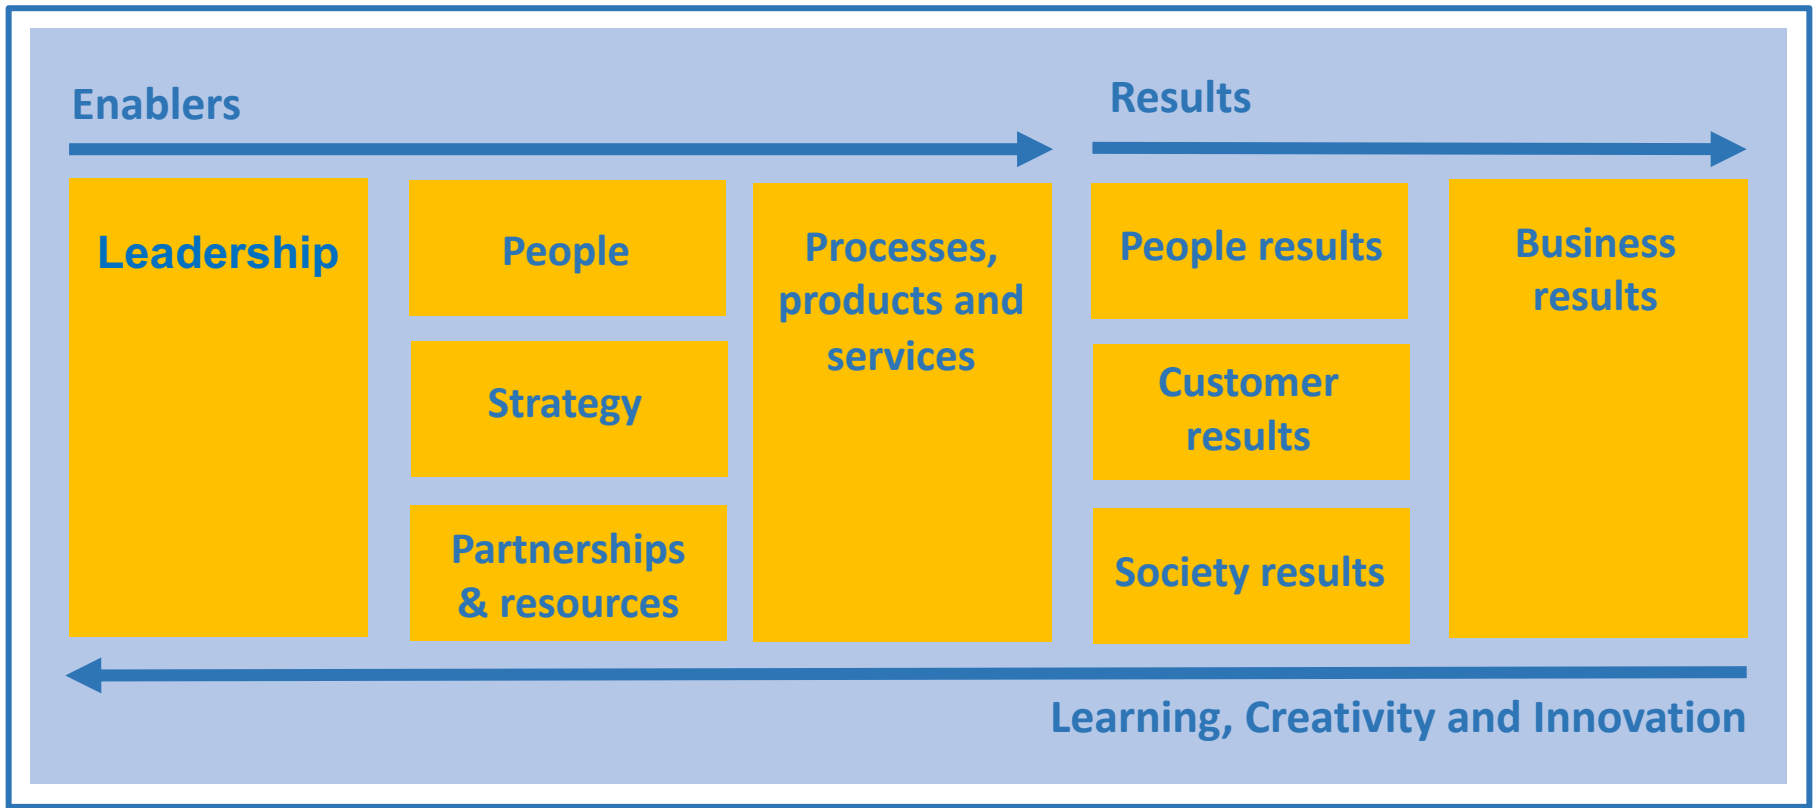 Enablers
Results
Leadership
People
Strategy
Partnerships
& resources
Processes,
products and
services
People results
Customer
results
Society results
Business
results
Learning, Creativity and Innovation